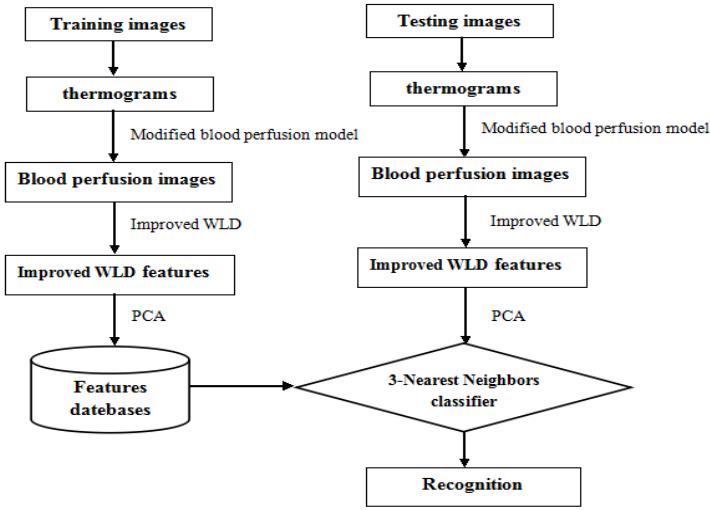 Training images
thermograms
Modified blood perfusion model
Blood perfusion images
Improved WLD
Improved WLD features
PCA
Features
datebases
Testing images
thermograms
Modified blood perfusion model
Blood perfusion images
Improved WLD
Improved WLD features
PCA
3-Nearest Neighbors
classifier
Recognition